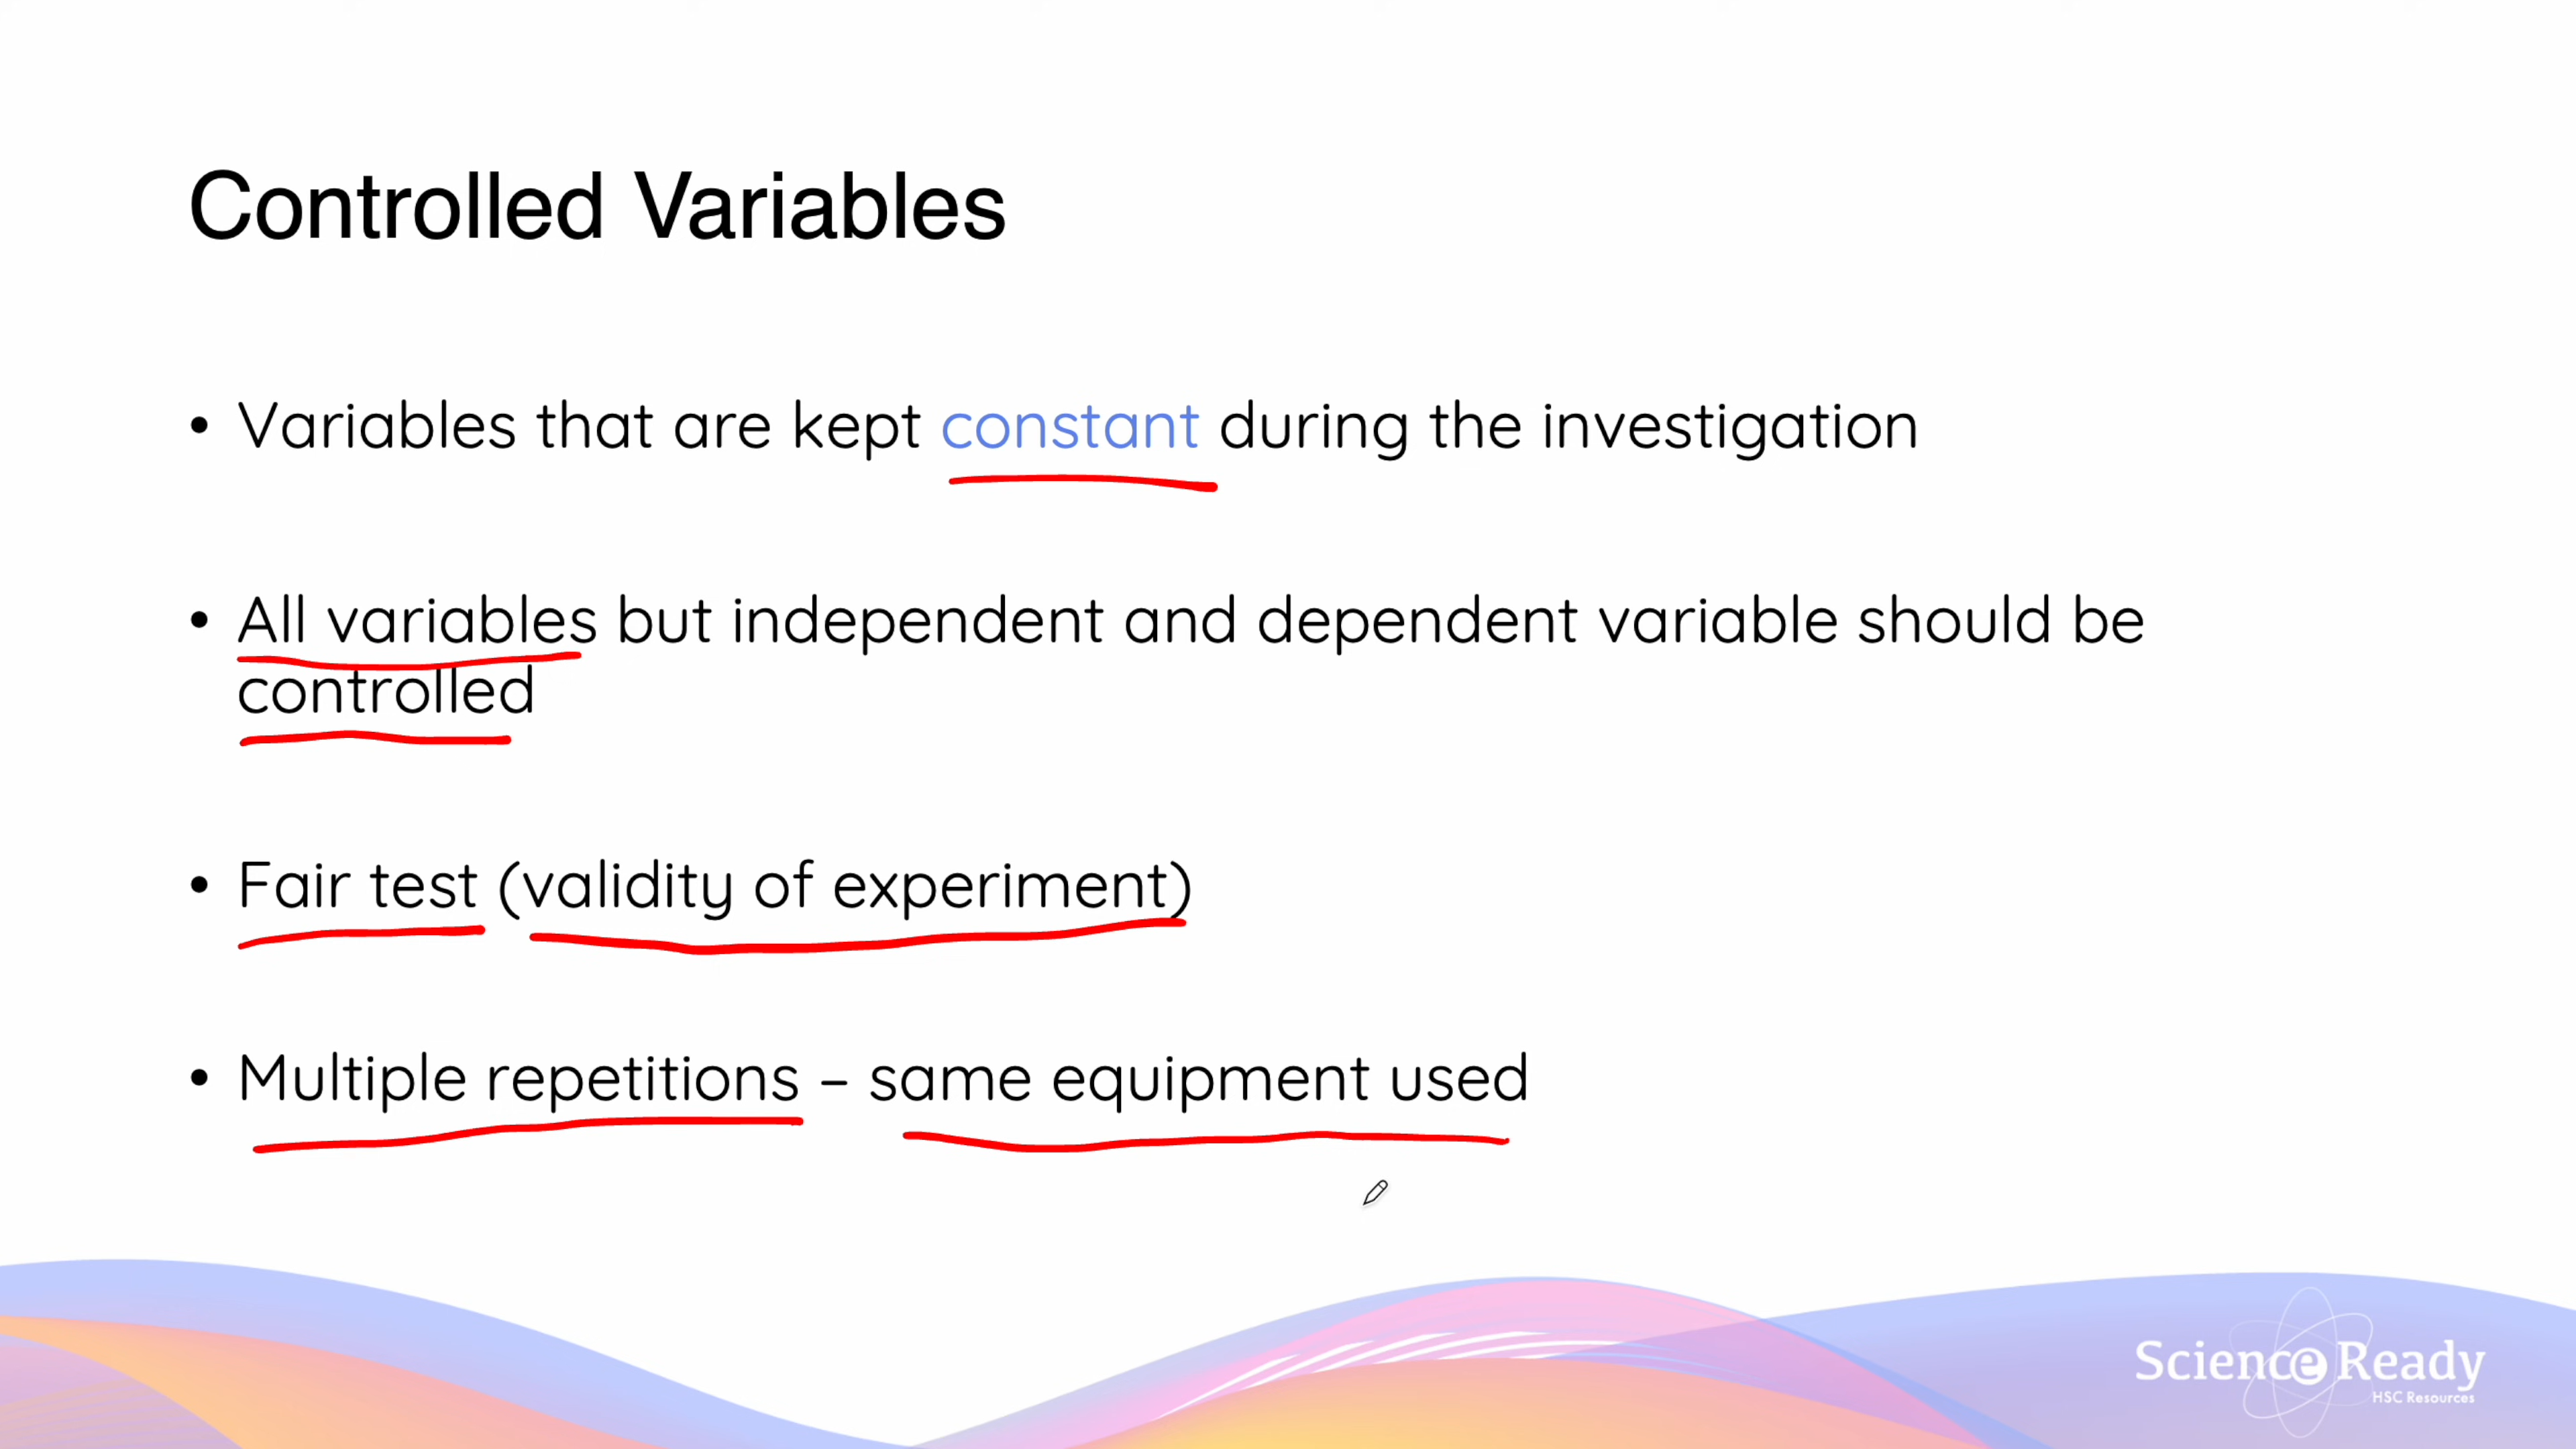 Controlled Variables
• Variables that are kept constant during the investigation
• All variables but independent and dependent variable should be
controlled
• Fair test (validity of experiment)
• Multiple repetitions – same equipment used
Science Ready
HSC Resources